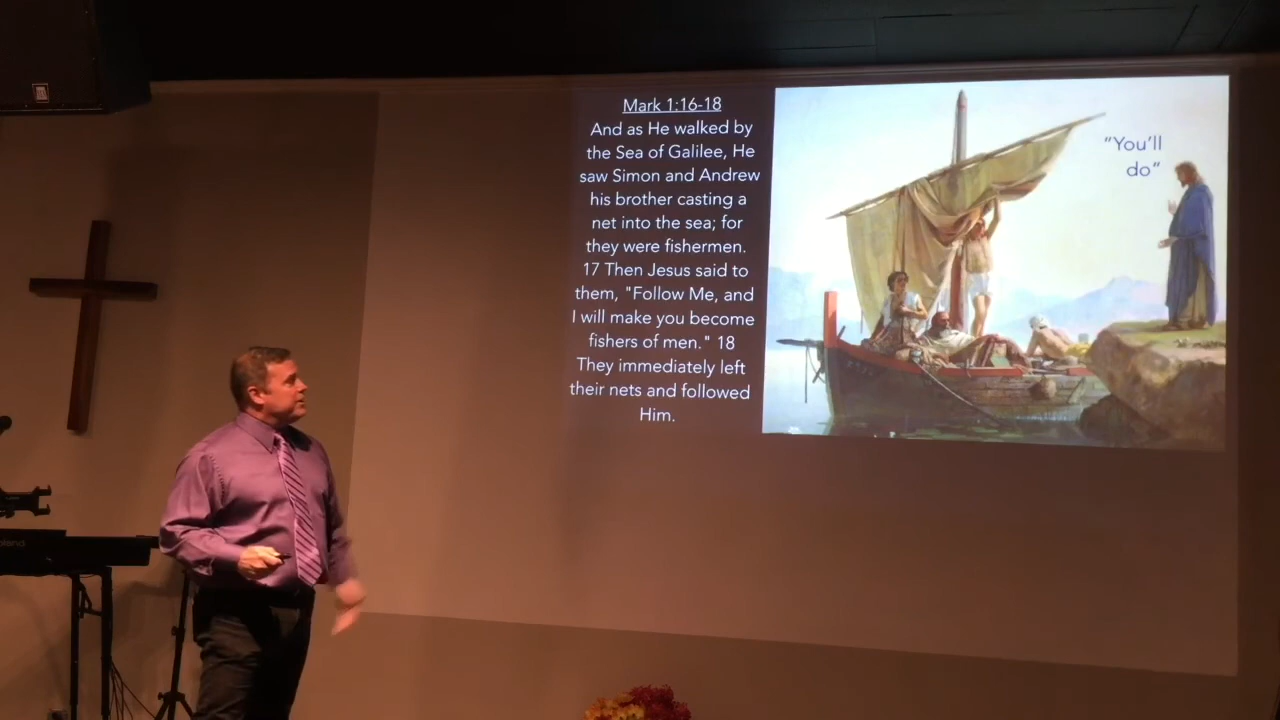 Mark 1:16-18
And as He walked by
the Sea of Galilee, He
saw Simon and Andrew
his brother casting a
net into the sea; for
they were fishermen.
17 Then Jesus said to
them, "Follow Me, and
I will make you become
fishers of men." 18
They immediately left
their nets and followed
Him.
“You’ll
do“